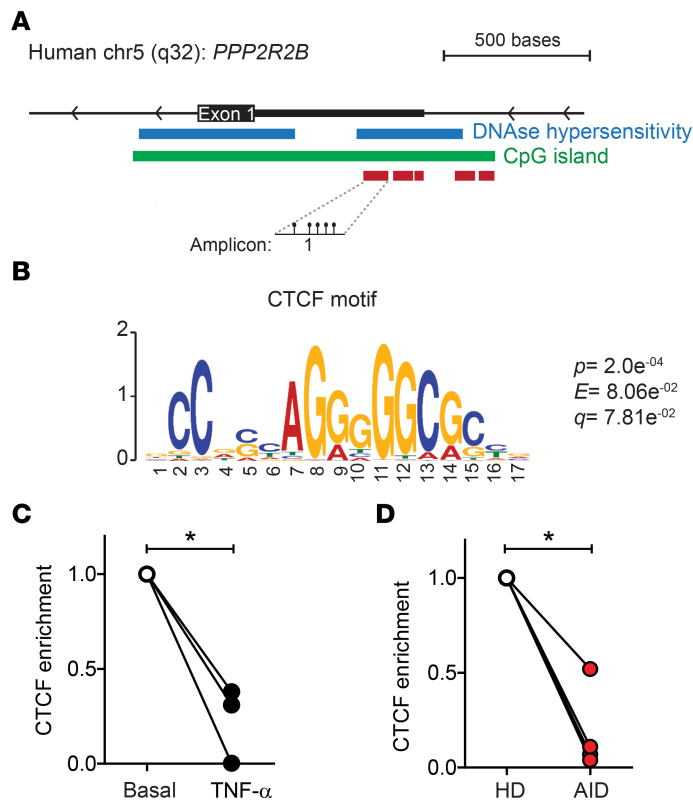 A
Human chr5 (q32): PPP2R2B
500 bases
Exon 1
DNAse hypersensitivity
CpG island
Amplicon: 1
B
CTCF motif
2
1
0
1 2 3 4 5 6 7 8 9 10 11 12 13 14 15 16 17
p= 2.0e-04
E= 8.06e-02
q= 7.81e-02
C
*
CTCF enrichment
1.0
0.5
0.0
Basal TNF-α
D
*
CTCF enrichment
1.0
0.5
0.0
HD AID